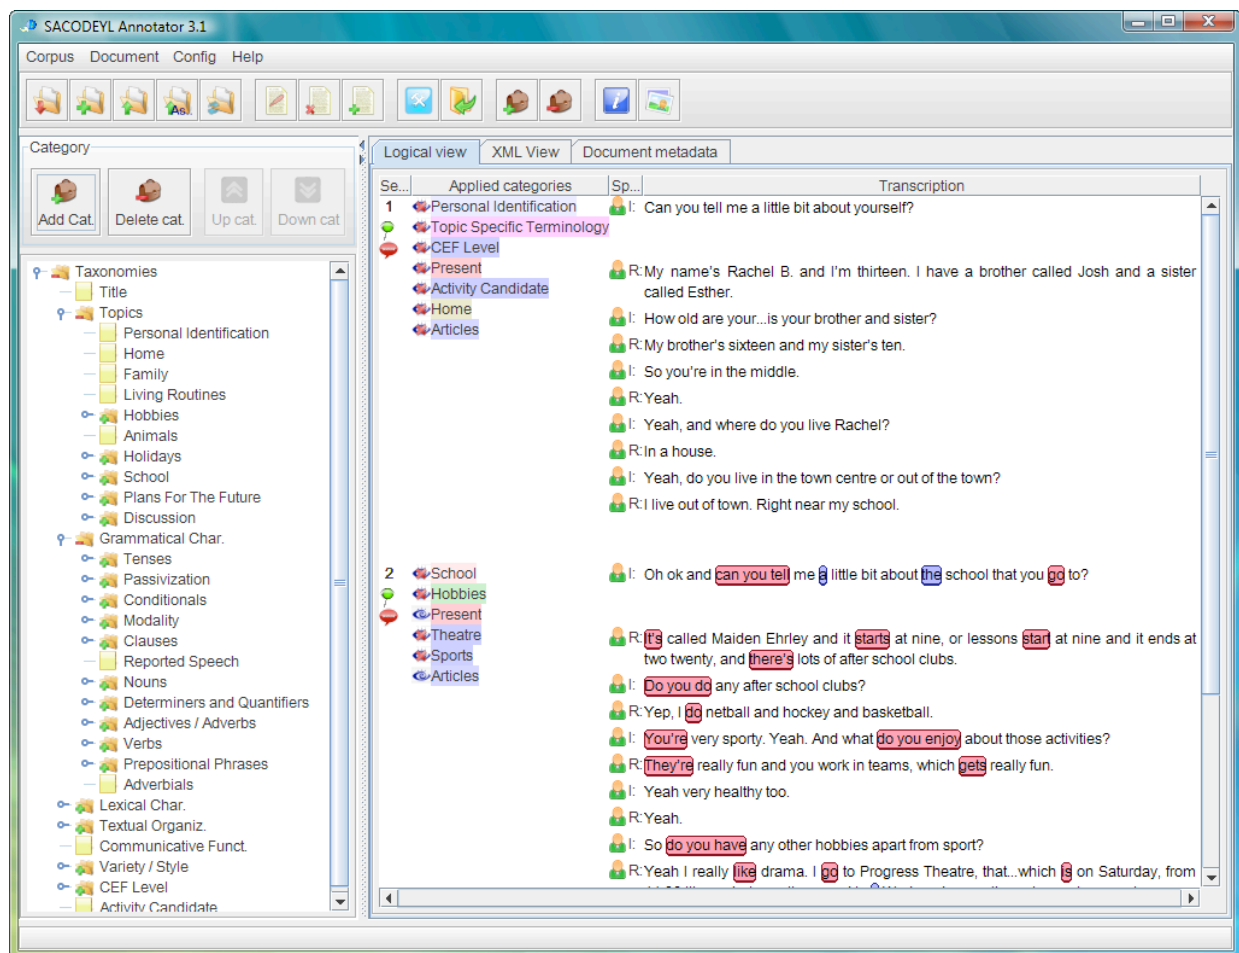 SACODEYL Annotator 3.1
Corpus Document Config Help
As..
Category
Add Cat.
Delete cat.
Up cat.
Down cat
Taxonomies
Title
Topics
Personal Identification
Home
Family
Living Routines
Hobbies
Animals
Holidays
School
Plans For The Future
Discussion
Grammatical Char.
Tenses
Passivization
Conditionals
Modality
Clauses
Reported Speech
Nouns
Determiners and Quantifiers
Adjectives / Adverbs
Verbs
Prepositional Phrases
Adverbials
Lexical Char.
Textual Organiz.
Communicative Funct.
Variety / Style
CEF Level
Activity Candidate
Logical view XML View Document metadata
Se... Applied categories Sp... Transcription
1 Personal Identification I: Can you tell me a little bit about yourself?
Topic Specific Terminology
CEF Level
Present R: My name's Rachel B. and I'm thirteen. I have a brother called Josh and a sister
Activity Candidate called Esther.
Home I: How old are your...is your brother and sister?
Articles
R: My brother's sixteen and my sister's ten.
I: So you're in the middle.
R: Yeah.
I: Yeah, and where do you live Rachel?
R: In a house.
I: Yeah, do you live in the town centre or out of the town?
R: I live out of town. Right near my school.
2 School I: Oh ok and can you tell me a little bit about the school that you go to?
Hobbies
Present
Theatre R: It's called Maiden Ehrley and it starts at nine, or lessons start at nine and it ends at
Sports two twenty, and there's lots of after school clubs.
Articles
I: Do you do any after school clubs?
R: Yep, I do netball and hockey and basketball.
I: You're very sporty. Yeah. And what do you enjoy about those activities?
R: They're really fun and you work in teams, which gets really fun.
I: Yeah very healthy too.
R: Yeah.
I: So do you have any other hobbies apart from sport?
R: Yeah I really like drama. I go to Progress Theatre, that...which is on Saturday, from